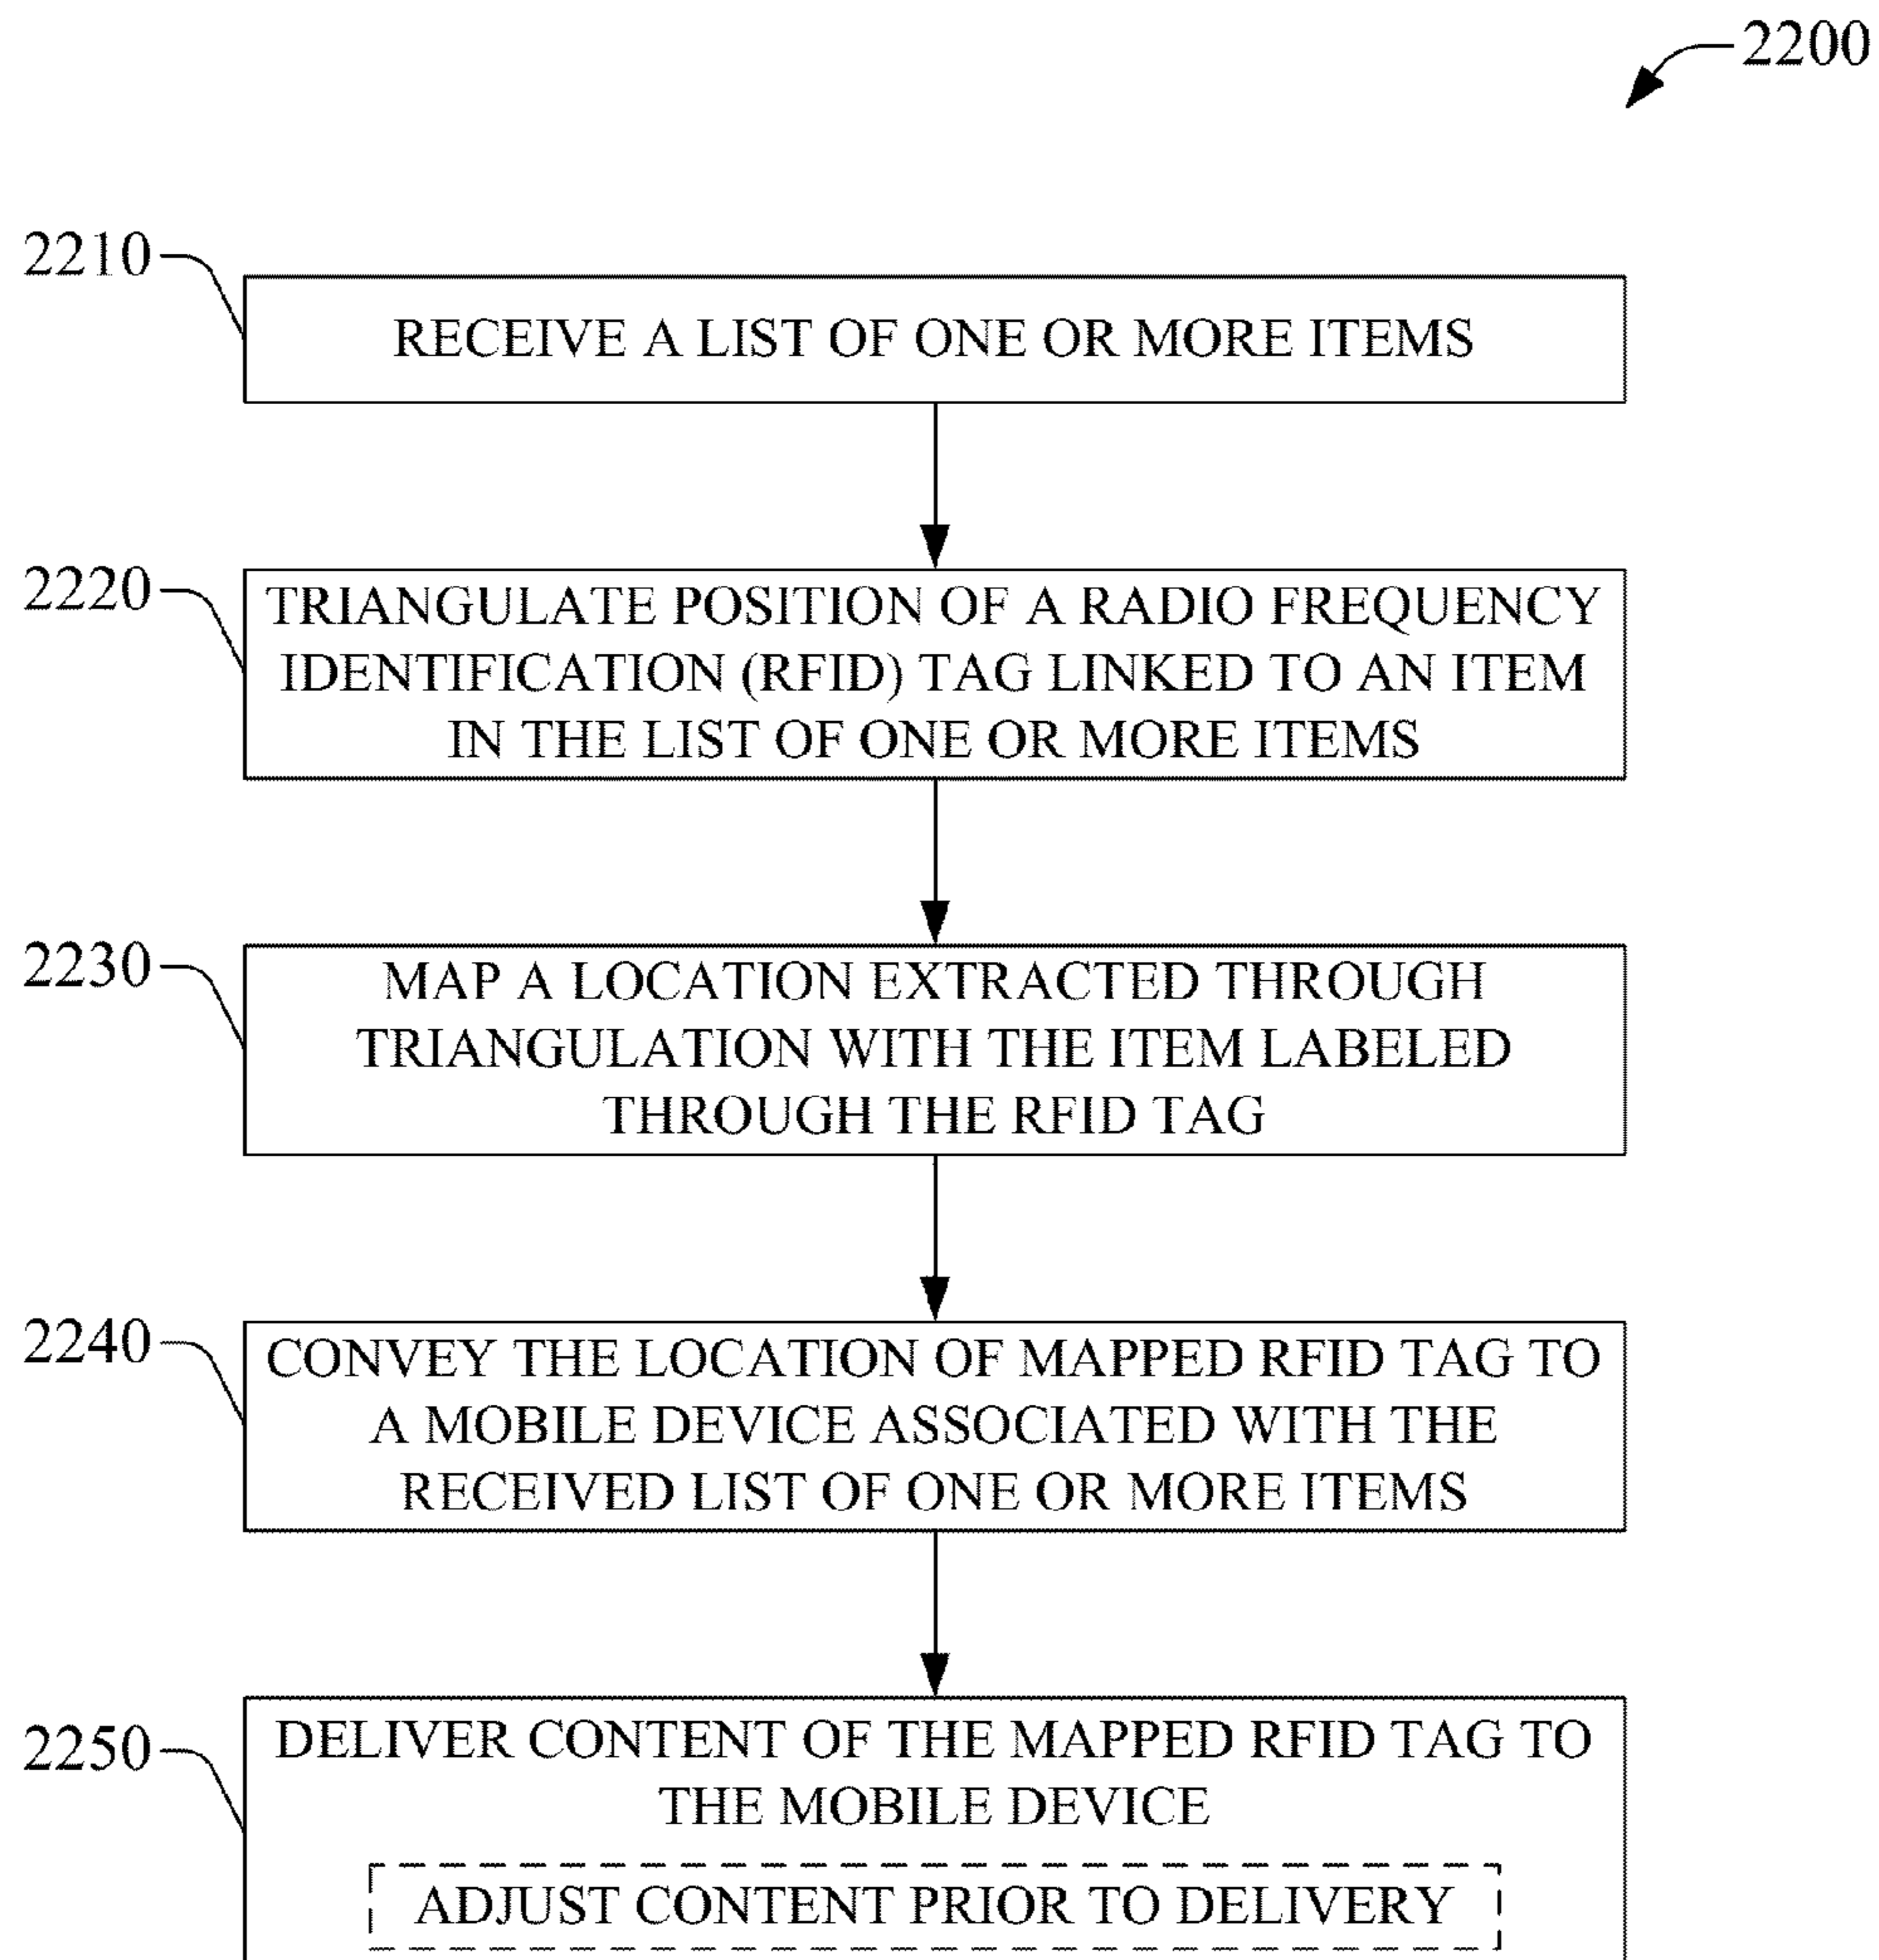 2200
2210
RECEIVE A LIST OF ONE OR MORE ITEMS
2220
TRIANGULATE POSITION OF A RADIO FREQUENCY
IDENTIFICATION (RFID) TAG LINKED TO AN ITEM
IN THE LIST OF ONE OR MORE ITEMS
2230
MAP A LOCATION EXTRACTED THROUGH
TRIANGULATION WITH THE ITEM LABELED
THROUGH THE RFID TAG
2240
CONVEY THE LOCATION OF MAPPED RFID TAG TO
A MOBILE DEVICE ASSOCIATED WITH THE
RECEIVED LIST OF ONE OR MORE ITEMS
2250
DELIVER CONTENT OF THE MAPPED RFID TAG TO
THE MOBILE DEVICE
ADJUST CONTENT PRIOR TO DELIVERY